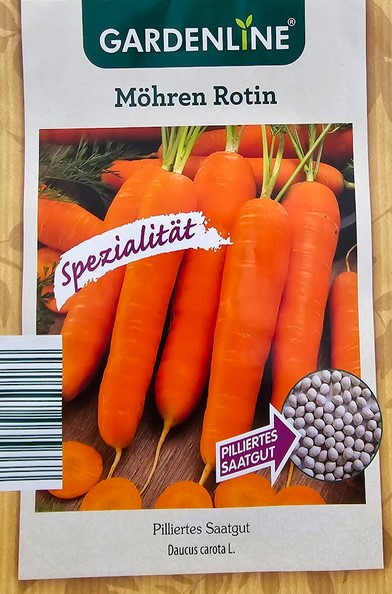 GARDENLINE®
Möhren Rotin
Spezialität
PILLIERTES
SAATGUT
Pilliertes Saatgut
Daucus carota L.